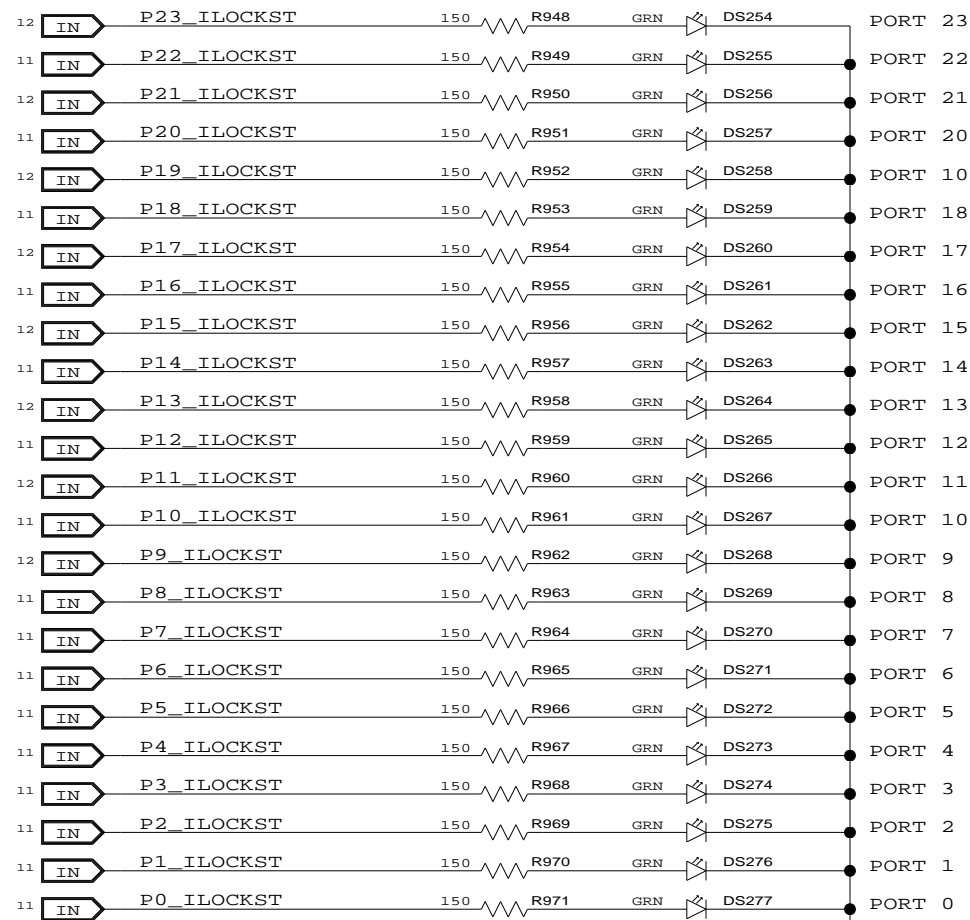 12 IN P23_ILOCKST 150 R948 GRN DS254 PORT 23
11 IN P22_ILOCKST 150 R949 GRN DS255 PORT 22
12 IN P21_ILOCKST 150 R950 GRN DS256 PORT 21
11 IN P20_ILOCKST 150 R951 GRN DS257 PORT 20
12 IN P19_ILOCKST 150 R952 GRN DS258 PORT 10
11 IN P18_ILOCKST 150 R953 GRN DS259 PORT 18
12 IN P17_ILOCKST 150 R954 GRN DS260 PORT 17
11 IN P16_ILOCKST 150 R955 GRN DS261 PORT 16
12 IN P15_ILOCKST 150 R956 GRN DS262 PORT 15
11 IN P14_ILOCKST 150 R957 GRN DS263 PORT 14
12 IN P13_ILOCKST 150 R958 GRN DS264 PORT 13
11 IN P12_ILOCKST 150 R959 GRN DS265 PORT 12
12 IN P11_ILOCKST 150 R960 GRN DS266 PORT 11
11 IN P10_ILOCKST 150 R961 GRN DS267 PORT 10
12 IN P9_ILOCKST 150 R962 GRN DS268 PORT 9
11 IN P8_ILOCKST 150 R963 GRN DS269 PORT 8
11 IN P7_ILOCKST 150 R964 GRN DS270 PORT 7
11 IN P6_ILOCKST 150 R965 GRN DS271 PORT 6
11 IN P5_ILOCKST 150 R966 GRN DS272 PORT 5
11 IN P4_ILOCKST 150 R967 GRN DS273 PORT 4
11 IN P3_ILOCKST 150 R968 GRN DS274 PORT 3
11 IN P2_ILOCKST 150 R969 GRN DS275 PORT 2
11 IN P1_ILOCKST 150 R970 GRN DS276 PORT 1
11 IN P0_ILOCKST 150 R971 GRN DS277 PORT 0